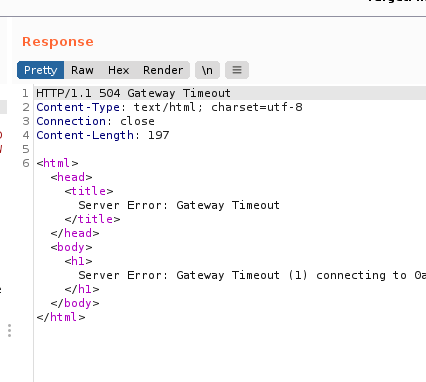 Response
Pretty Raw Hex Render \n
1 HTTP/1.1 504 Gateway Timeout
2 Content-Type: text/html; charset=utf-8
3 Connection: close
4 Content-Length: 197
5
6 <html>
<head>
<title>
Server Error: Gateway Timeout
</title>
</head>
<body>
<h1>
Server Error: Gateway Timeout (1) connecting to 0a
</h1>
</body>
</html>